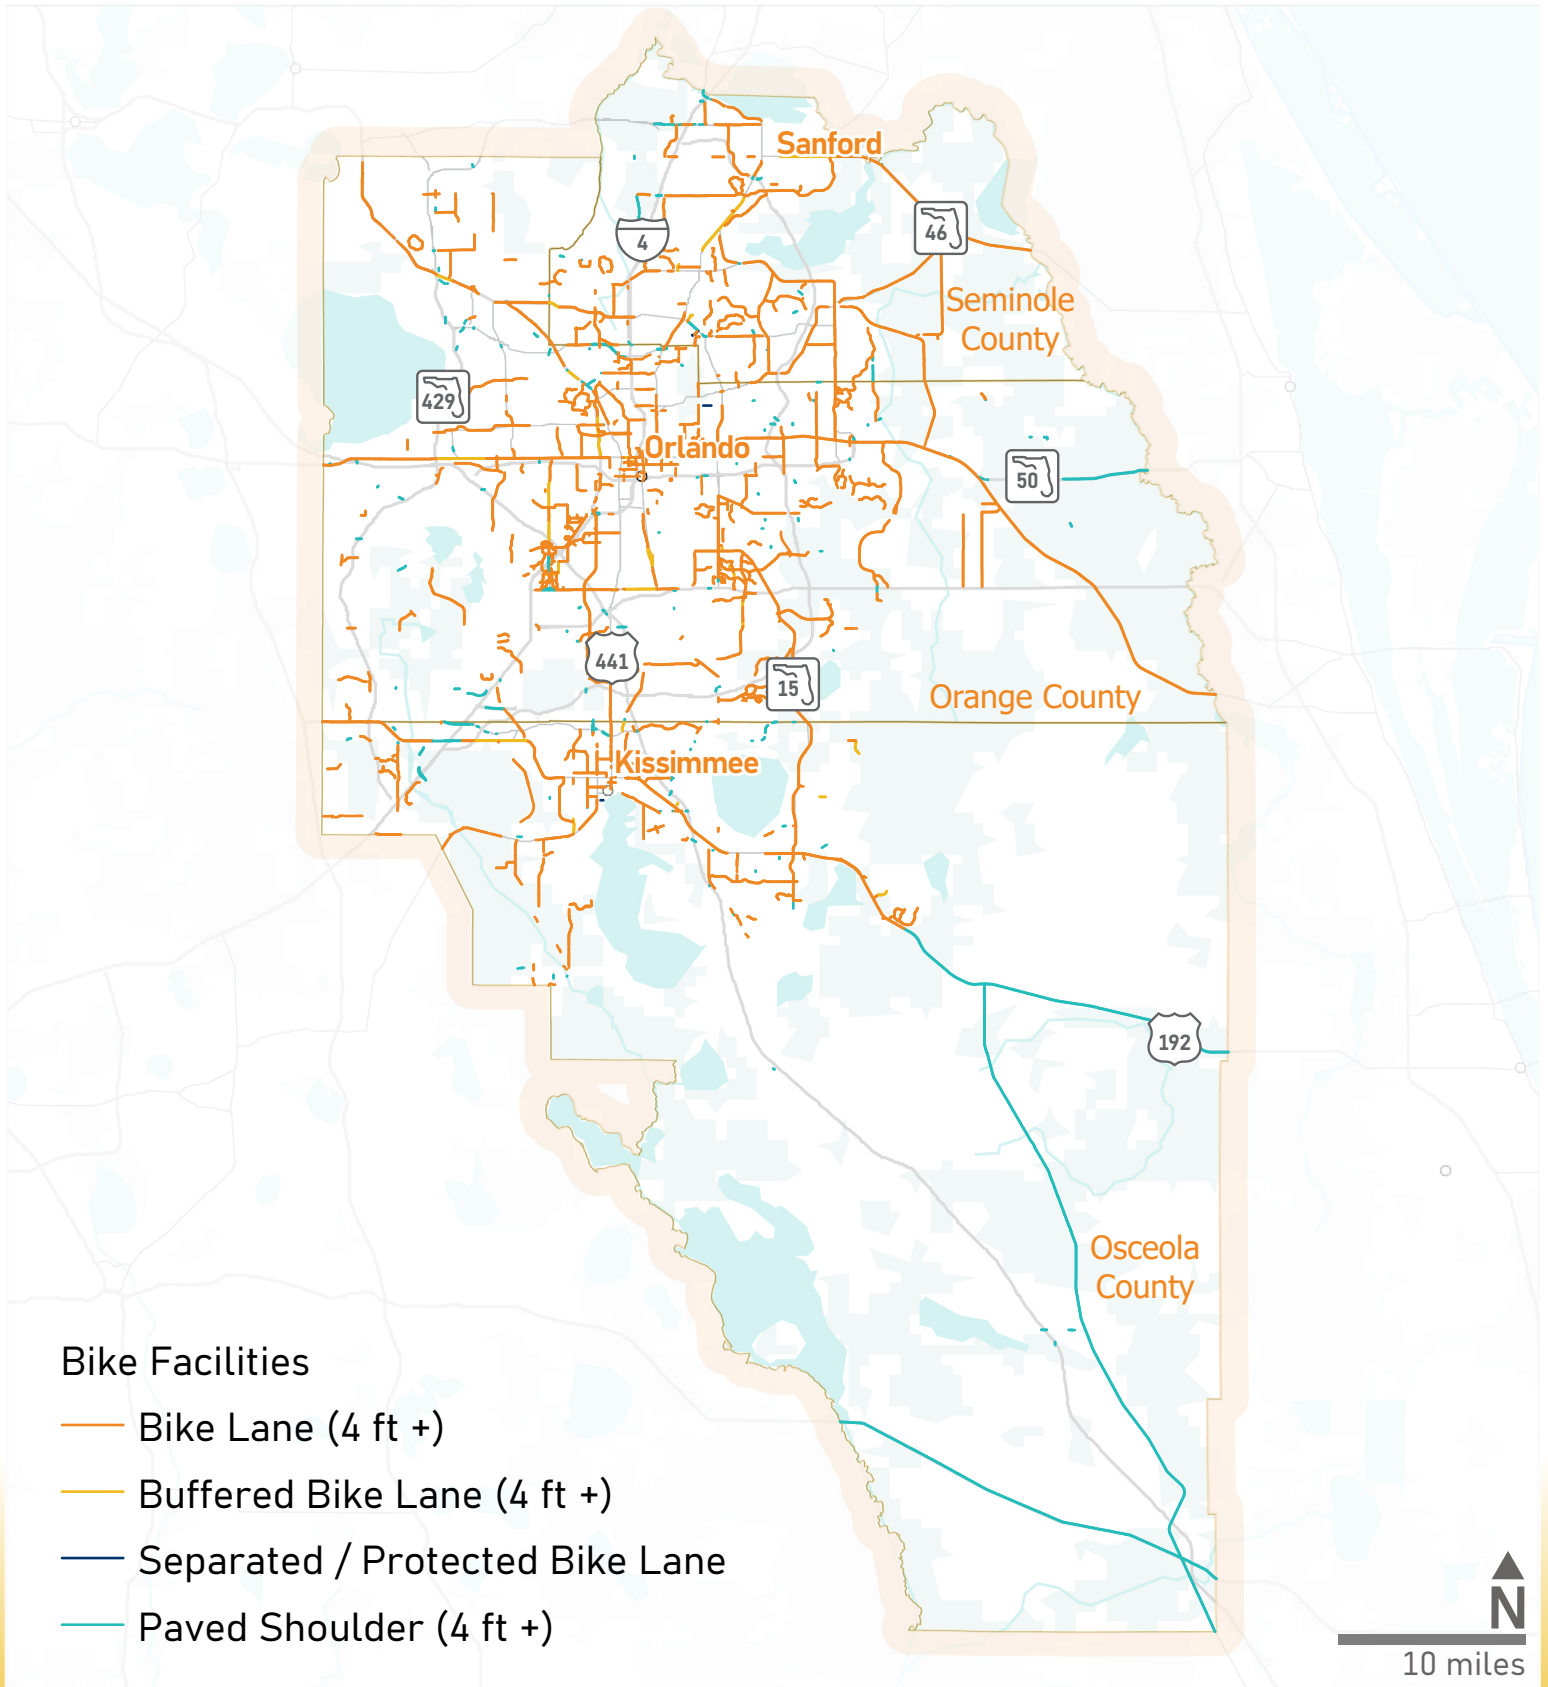 Sanford
4
46
Seminole
County
429
Orlando
50
441
15
Orange County
Kissimmee
192
Osceola
County
Bike Facilities
Bike Lane (4 ft +)
Buffered Bike Lane (4 ft +)
Separated / Protected Bike Lane
Paved Shoulder (4 ft +)
N
10 miles